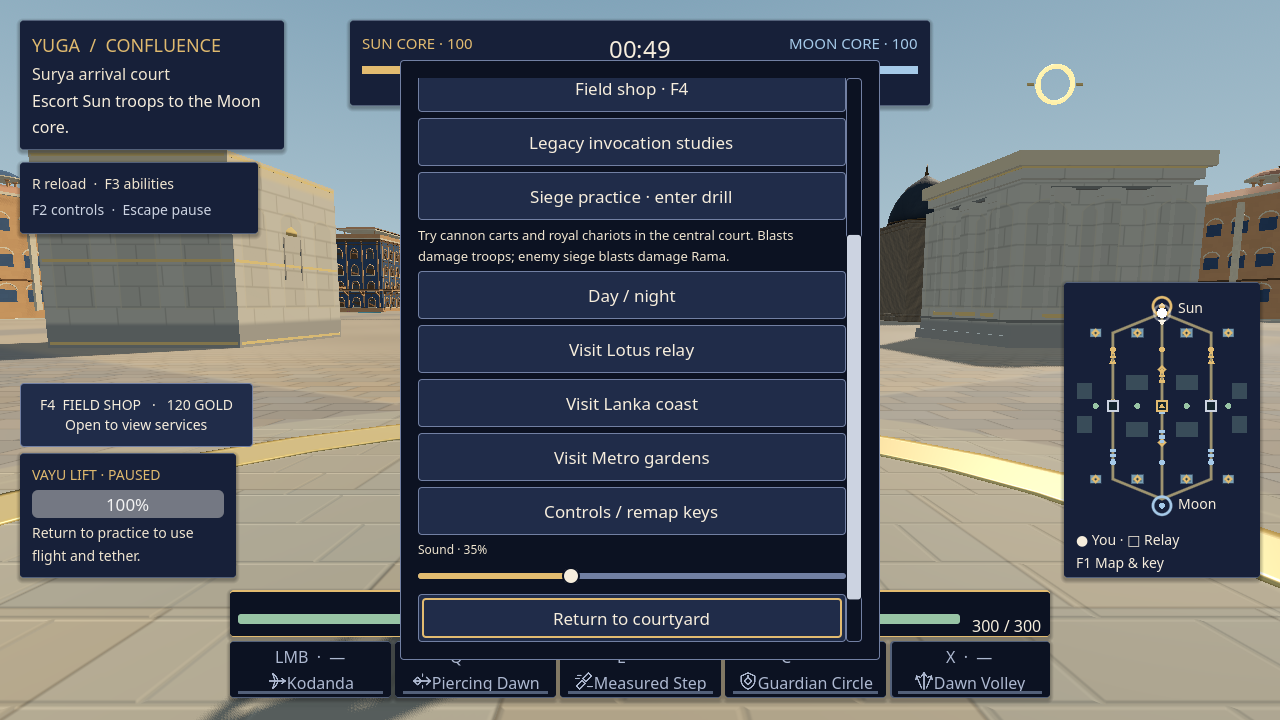 YUGA / CONFLUENCE
Surya arrival court
Escort Sun troops to the Moon
core.
R reload · F3 abilities
F2 controls · Escape pause
SUN CORE · 100
00:49
MOON CORE · 100
Field shop · F4
Legacy invocation studies
Siege practice · enter drill
Try cannon carts and royal chariots in the central court. Blasts
damage troops; enemy siege blasts damage Rama.
Day / night
Visit Lotus relay
Visit Lanka coast
Visit Metro gardens
Controls / remap keys
Sound · 35%
Return to courtyard
F4 FIELD SHOP · 120 GOLD
Open to view services
VAYU LIFT · PAUSED
100%
Return to practice to use
flight and tether.
Sun
Moon
● You · □ Relay
F1 Map & key
300 / 300
LMB · —
Kodanda
Piercing Dawn
Measured Step
Guardian Circle
X · —
Dawn Volley